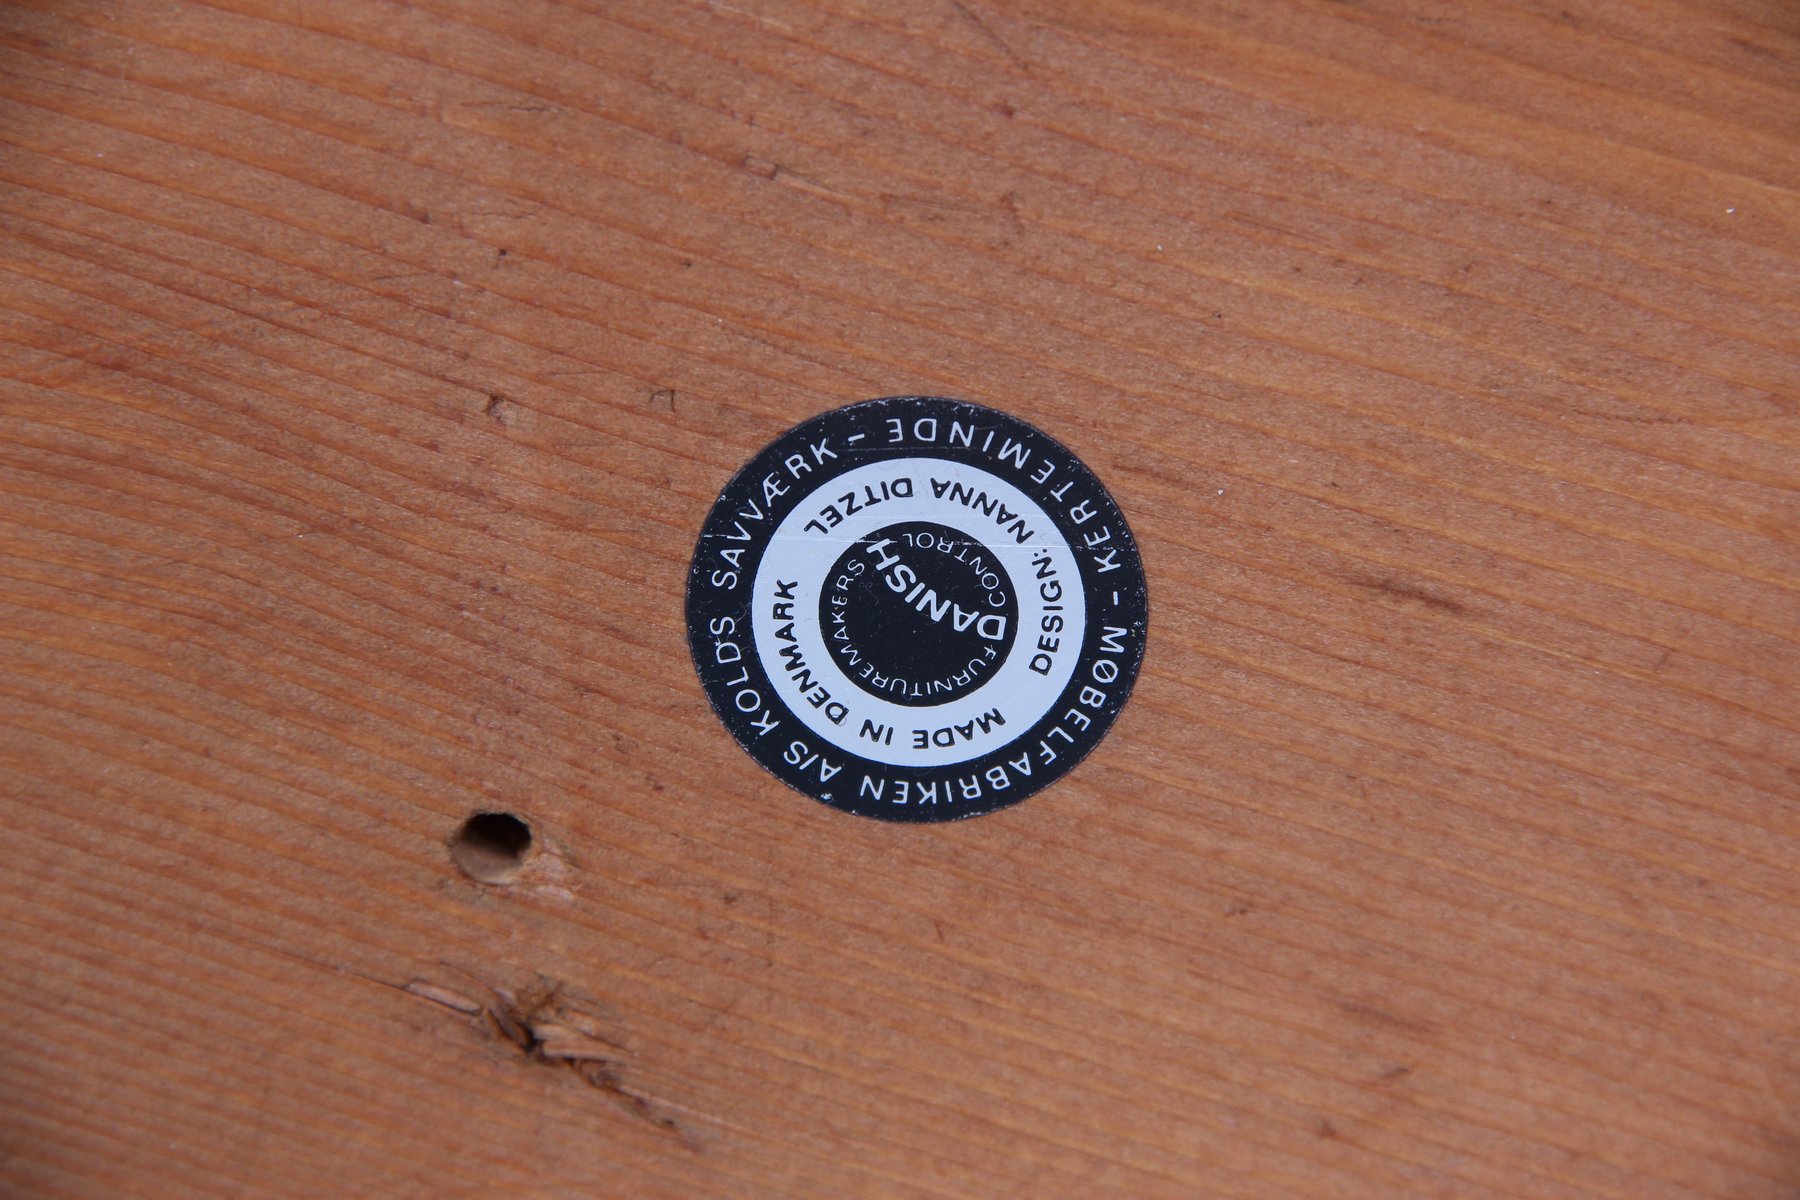 MØBELFABRIKEN A/S KOLDS SAVVÆRK - KERTEMINDE -
DESIGN: NANNA DITZEL
MADE IN DENMARK
DANISH
FURNITUREMAKERS CONTROL